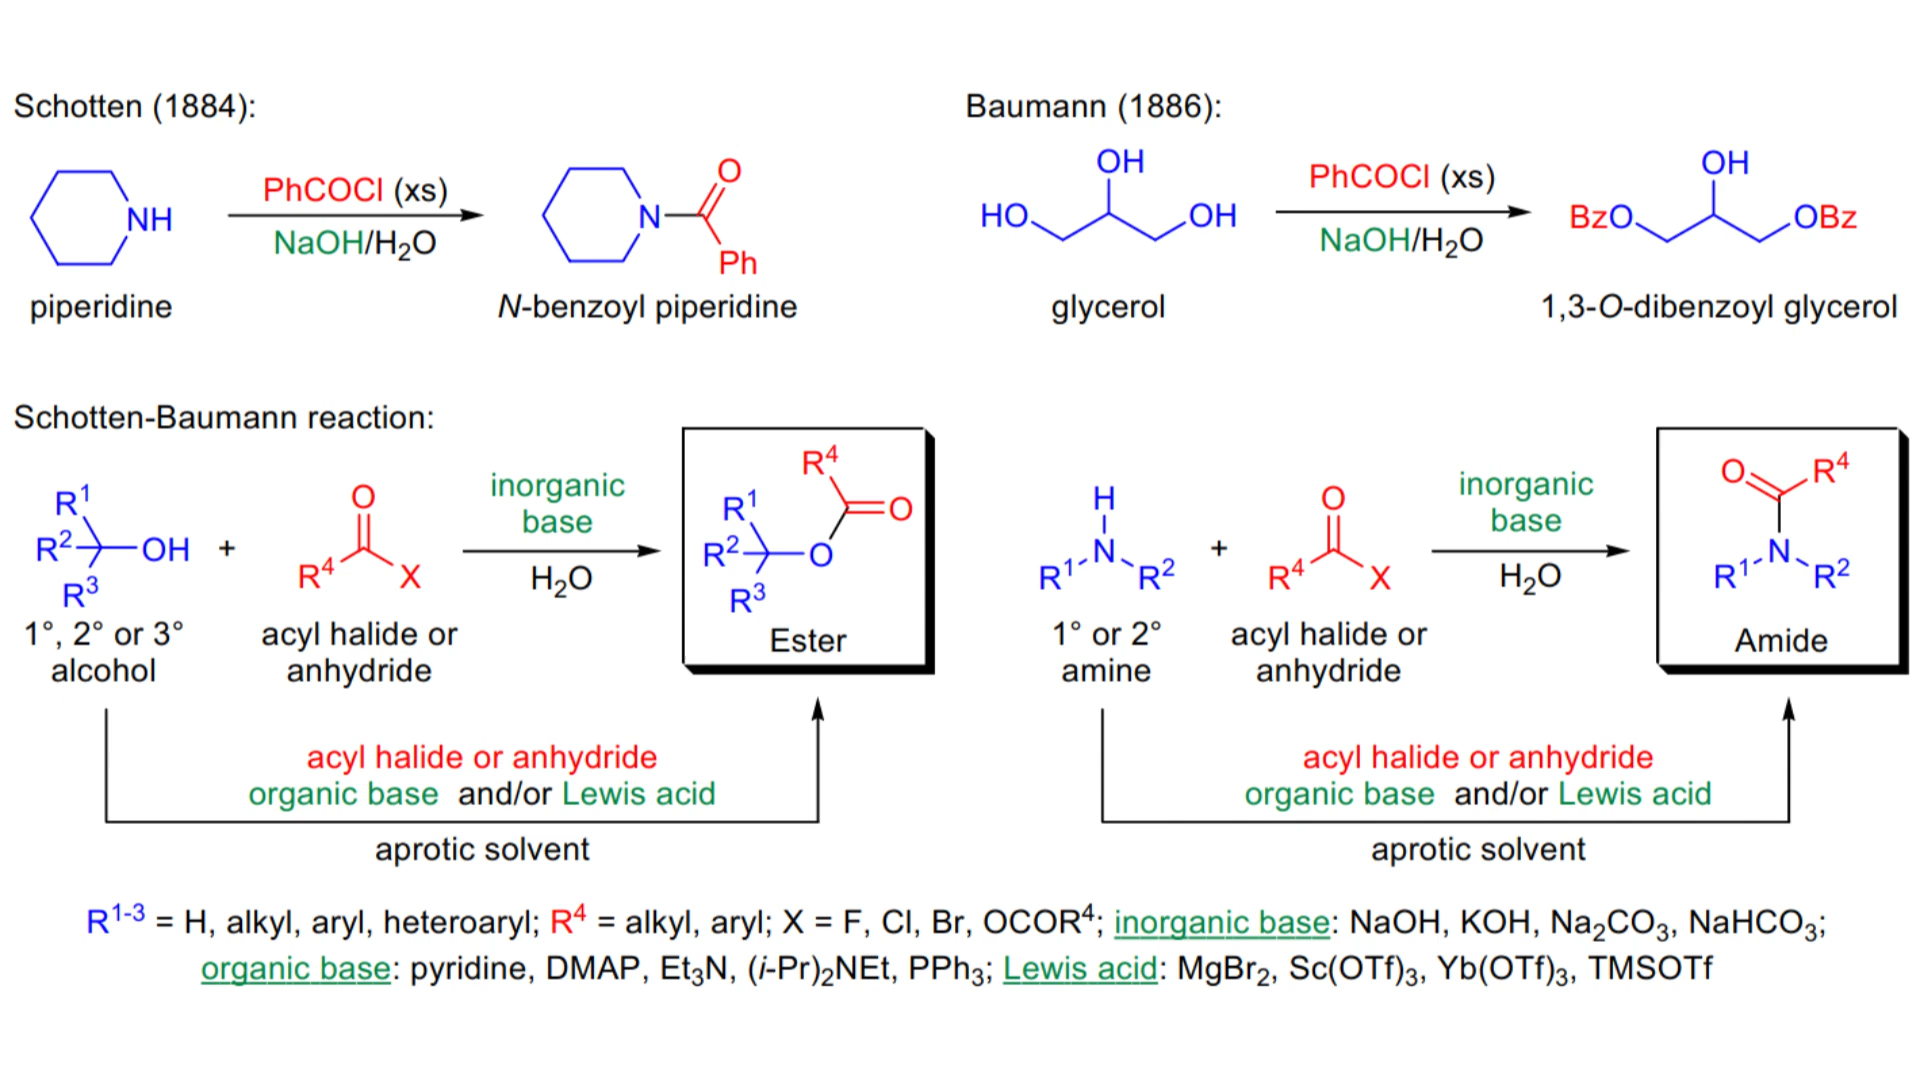 Schotten (1884):
NH
PhCOCl (xs)
NaOH/H₂O
N
O
Ph
piperidine
N-benzoyl piperidine
Baumann (1886):
OH
HO
OH
PhCOCl (xs)
NaOH/H₂O
OH
BzO
OBz
glycerol
1,3-O-dibenzoyl glycerol
Schotten-Baumann reaction:
R¹
R²
OH
R³
+
O
R⁴
X
inorganic
base
H₂O
R⁴
R¹
O
R²
O
R³
Ester
1°, 2° or 3°
alcohol
acyl halide or
anhydride
acyl halide or anhydride
organic base and/or Lewis acid
aprotic solvent
H
N
R¹
R²
+
O
R⁴
X
inorganic
base
H₂O
O
R⁴
N
R¹
R²
Amide
1° or 2°
amine
acyl halide or
anhydride
acyl halide or anhydride
organic base and/or Lewis acid
aprotic solvent
R¹⁻³ = H, alkyl, aryl, heteroaryl; R⁴ = alkyl, aryl; X = F, Cl, Br, OCOR⁴; inorganic base: NaOH, KOH, Na₂CO₃, NaHCO₃;
organic base: pyridine, DMAP, Et₃N, (i-Pr)₂NEt, PPh₃; Lewis acid: MgBr₂, Sc(OTf)₃, Yb(OTf)₃, TMSOTf